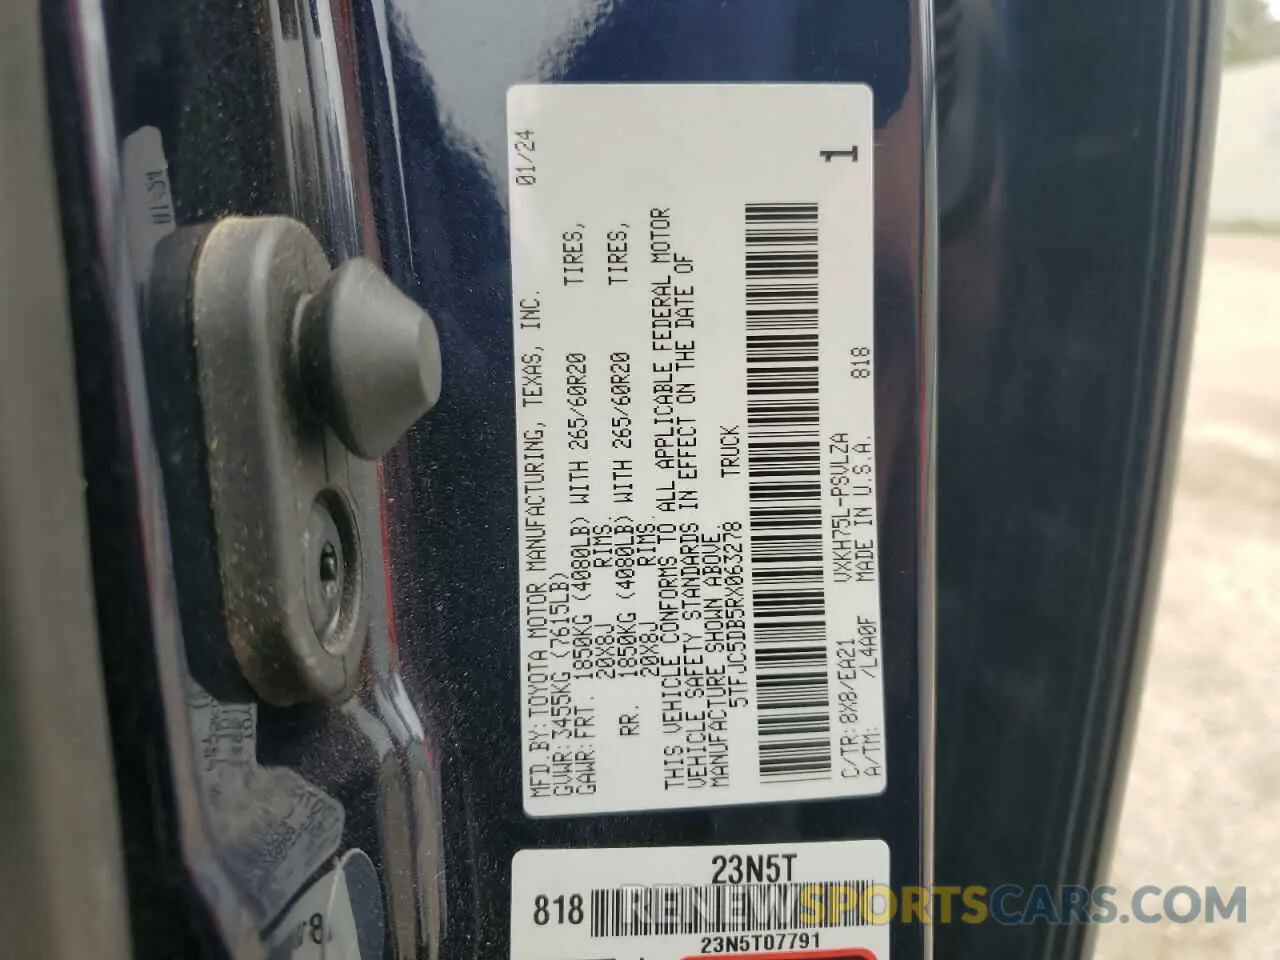 MFD.BY:TOYOTA MOTOR MANUFACTURING, TEXAS, INC. 01/24
GVWR:3455KG (7615LB)
GAWR:FRT. 1850KG (4080LB) WITH 265/60R20 TIRES,
20X8J RIMS,
RR. 1850KG (4080LB) WITH 265/60R20 TIRES,
20X8J RIMS.
THIS VEHICLE CONFORMS TO ALL APPLICABLE FEDERAL MOTOR
VEHICLE SAFETY STANDARDS IN EFFECT ON THE DATE OF
MANUFACTURE SHOWN ABOVE.
5TFJC5DB5RX063278 TRUCK
1
C/TR:8X8/EA21 VXKH75L-PSVLZA
A/TM: /L4A0F MADE IN U.S.A. 818
23N5T
818
23N5T07791
RENEWSPORTSCARS.COM